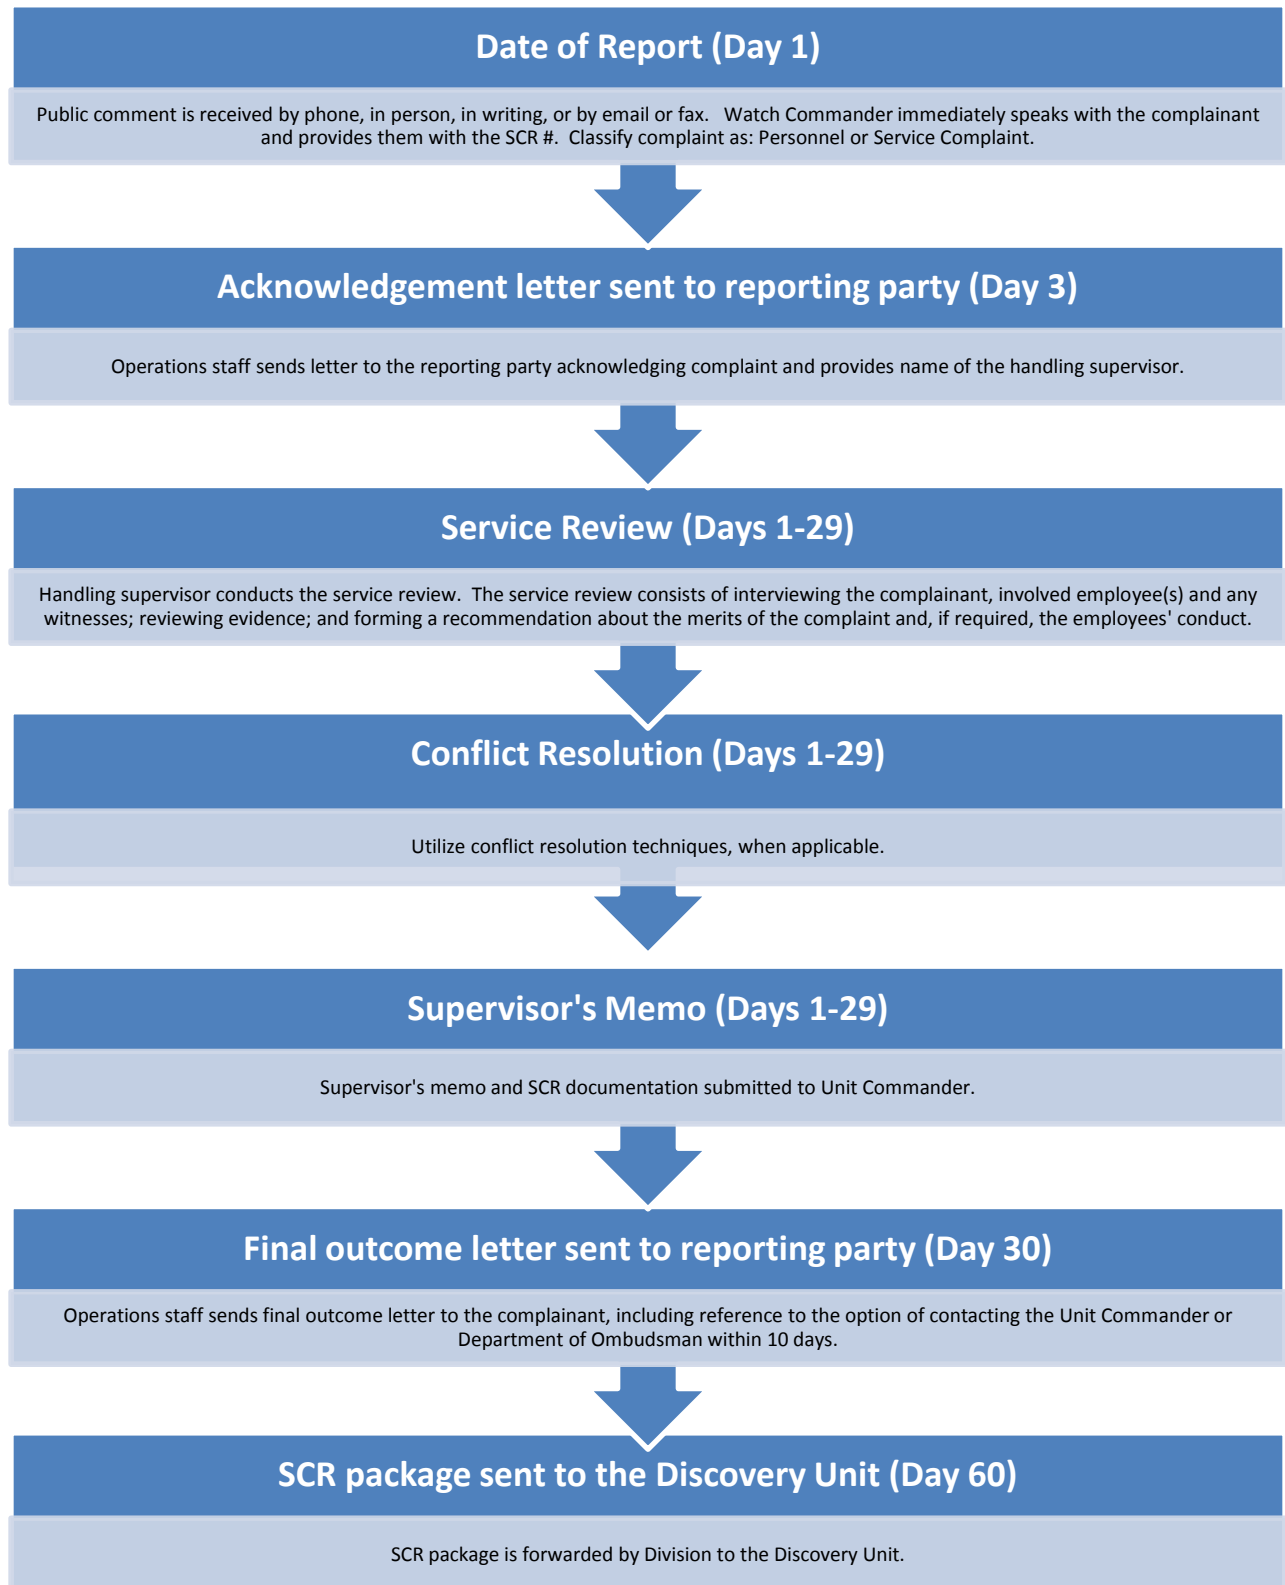 Date of Report (Day 1)
Public comment is received by phone, in person, in writing, or by email or fax.   Watch Commander immediately speaks with the complainant
and provides them with the SCR #.  Classify complaint as: Personnel or Service Complaint.
Acknowledgement letter sent to reporting party (Day 3)
Operations staff sends letter to the reporting party acknowledging complaint and provides name of the handling supervisor.
Service Review (Days 1-29)
Handling supervisor conducts the service review.  The service review consists of interviewing the complainant, involved employee(s) and any
witnesses; reviewing evidence; and forming a recommendation about the merits of the complaint and, if required, the employees' conduct.
Conflict Resolution (Days 1-29)
Utilize conflict resolution techniques, when applicable.
Supervisor's Memo (Days 1-29)
Supervisor's memo and SCR documentation submitted to Unit Commander.
Final outcome letter sent to reporting party (Day 30)
Operations staff sends final outcome letter to the complainant, including reference to the option of contacting the Unit Commander or
Department of Ombudsman within 10 days.
SCR package sent to the Discovery Unit (Day 60)
SCR package is forwarded by Division to the Discovery Unit.